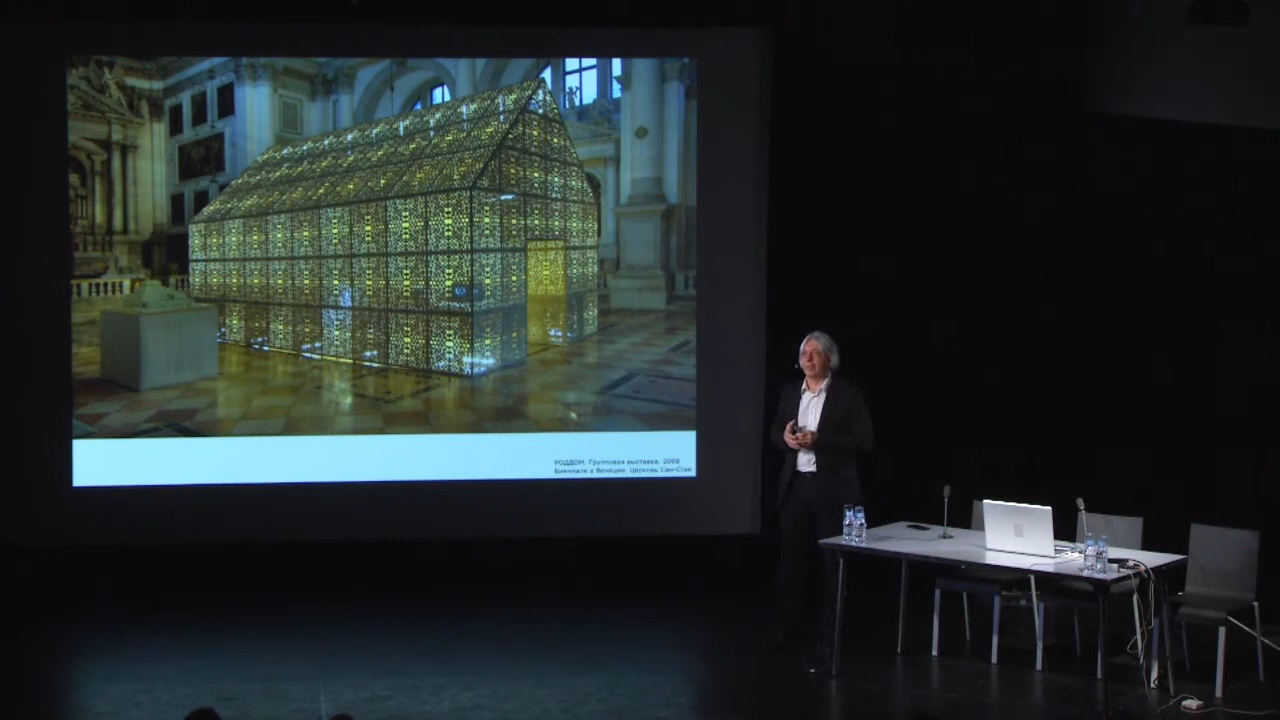 РОДДОМ. Групповая выставка, 2008
Биеннале в Венеции. Церковь Сан-Стае